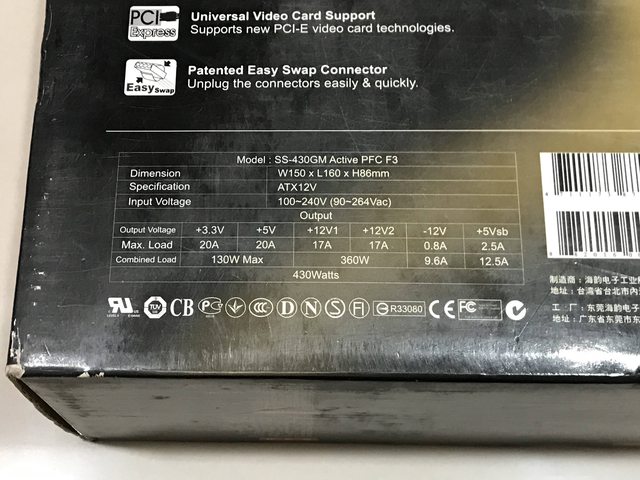 PCI
Express
Universal Video Card Support
Supports new PCI-E video card technologies.
Easy Swap
Patented Easy Swap Connector
Unplug the connectors easily & quickly.
Model : SS-430GM Active PFC F3
Dimension W150 x L160 x H86mm
Specification ATX12V
Input Voltage 100~240V (90~264Vac)
Output
Output Voltage +3.3V +5V +12V1 +12V2 -12V +5Vsb
Max. Load 20A 20A 17A 17A 0.8A 2.5A
Combined Load 130W Max 360W 9.6A 12.5A
430Watts
TÜV CB CCC D N S FI R33080 CE FC
制造商：海韵电子工业
地址：台湾省台北市内
工 厂：东莞海韵电子
地址：广东省东莞市东